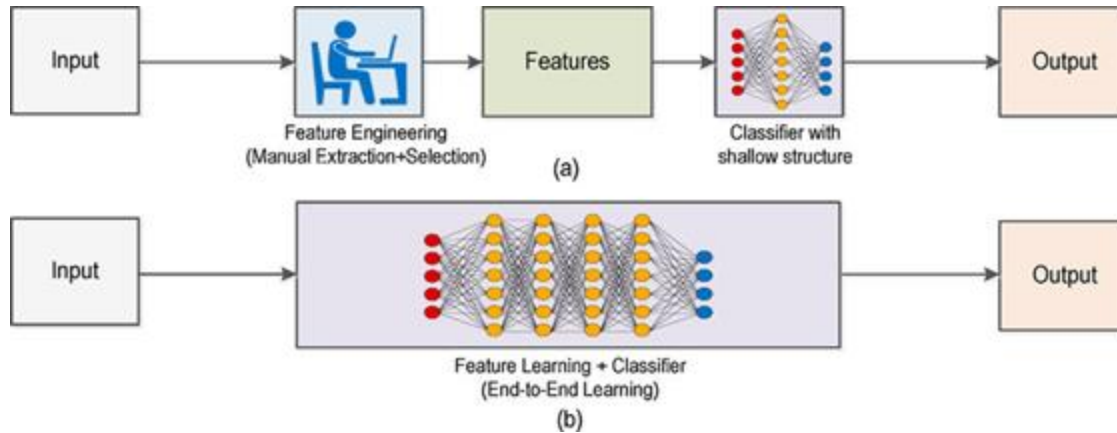 Input
Features
Output
Feature Engineering
(Manual Extraction+Selection)
Classifier with
shallow structure
(a)
Input
Output
Feature Learning + Classifier
(End-to-End Learning)
(b)